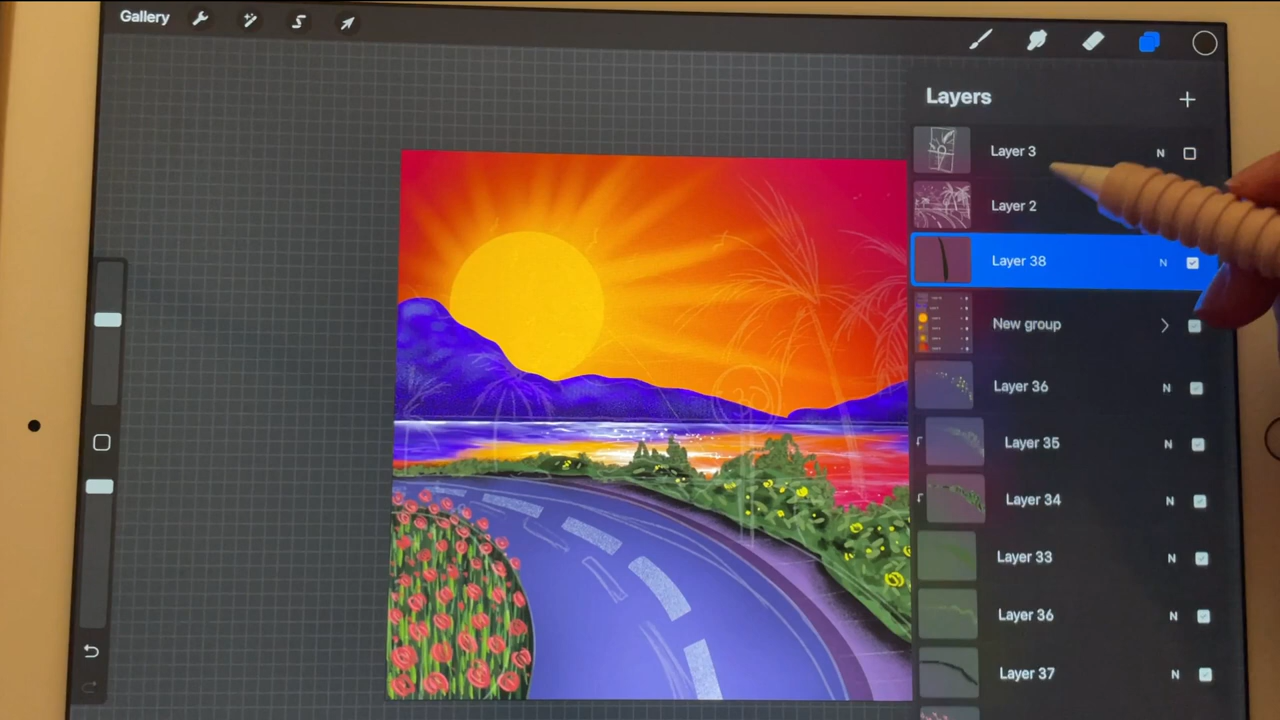 Gallery
Layers
Layer 3 N
Layer 2
Layer 38 N
New group
Layer 36 N
Layer 35 N
Layer 34 N
Layer 33 N
Layer 36 N
Layer 37 N